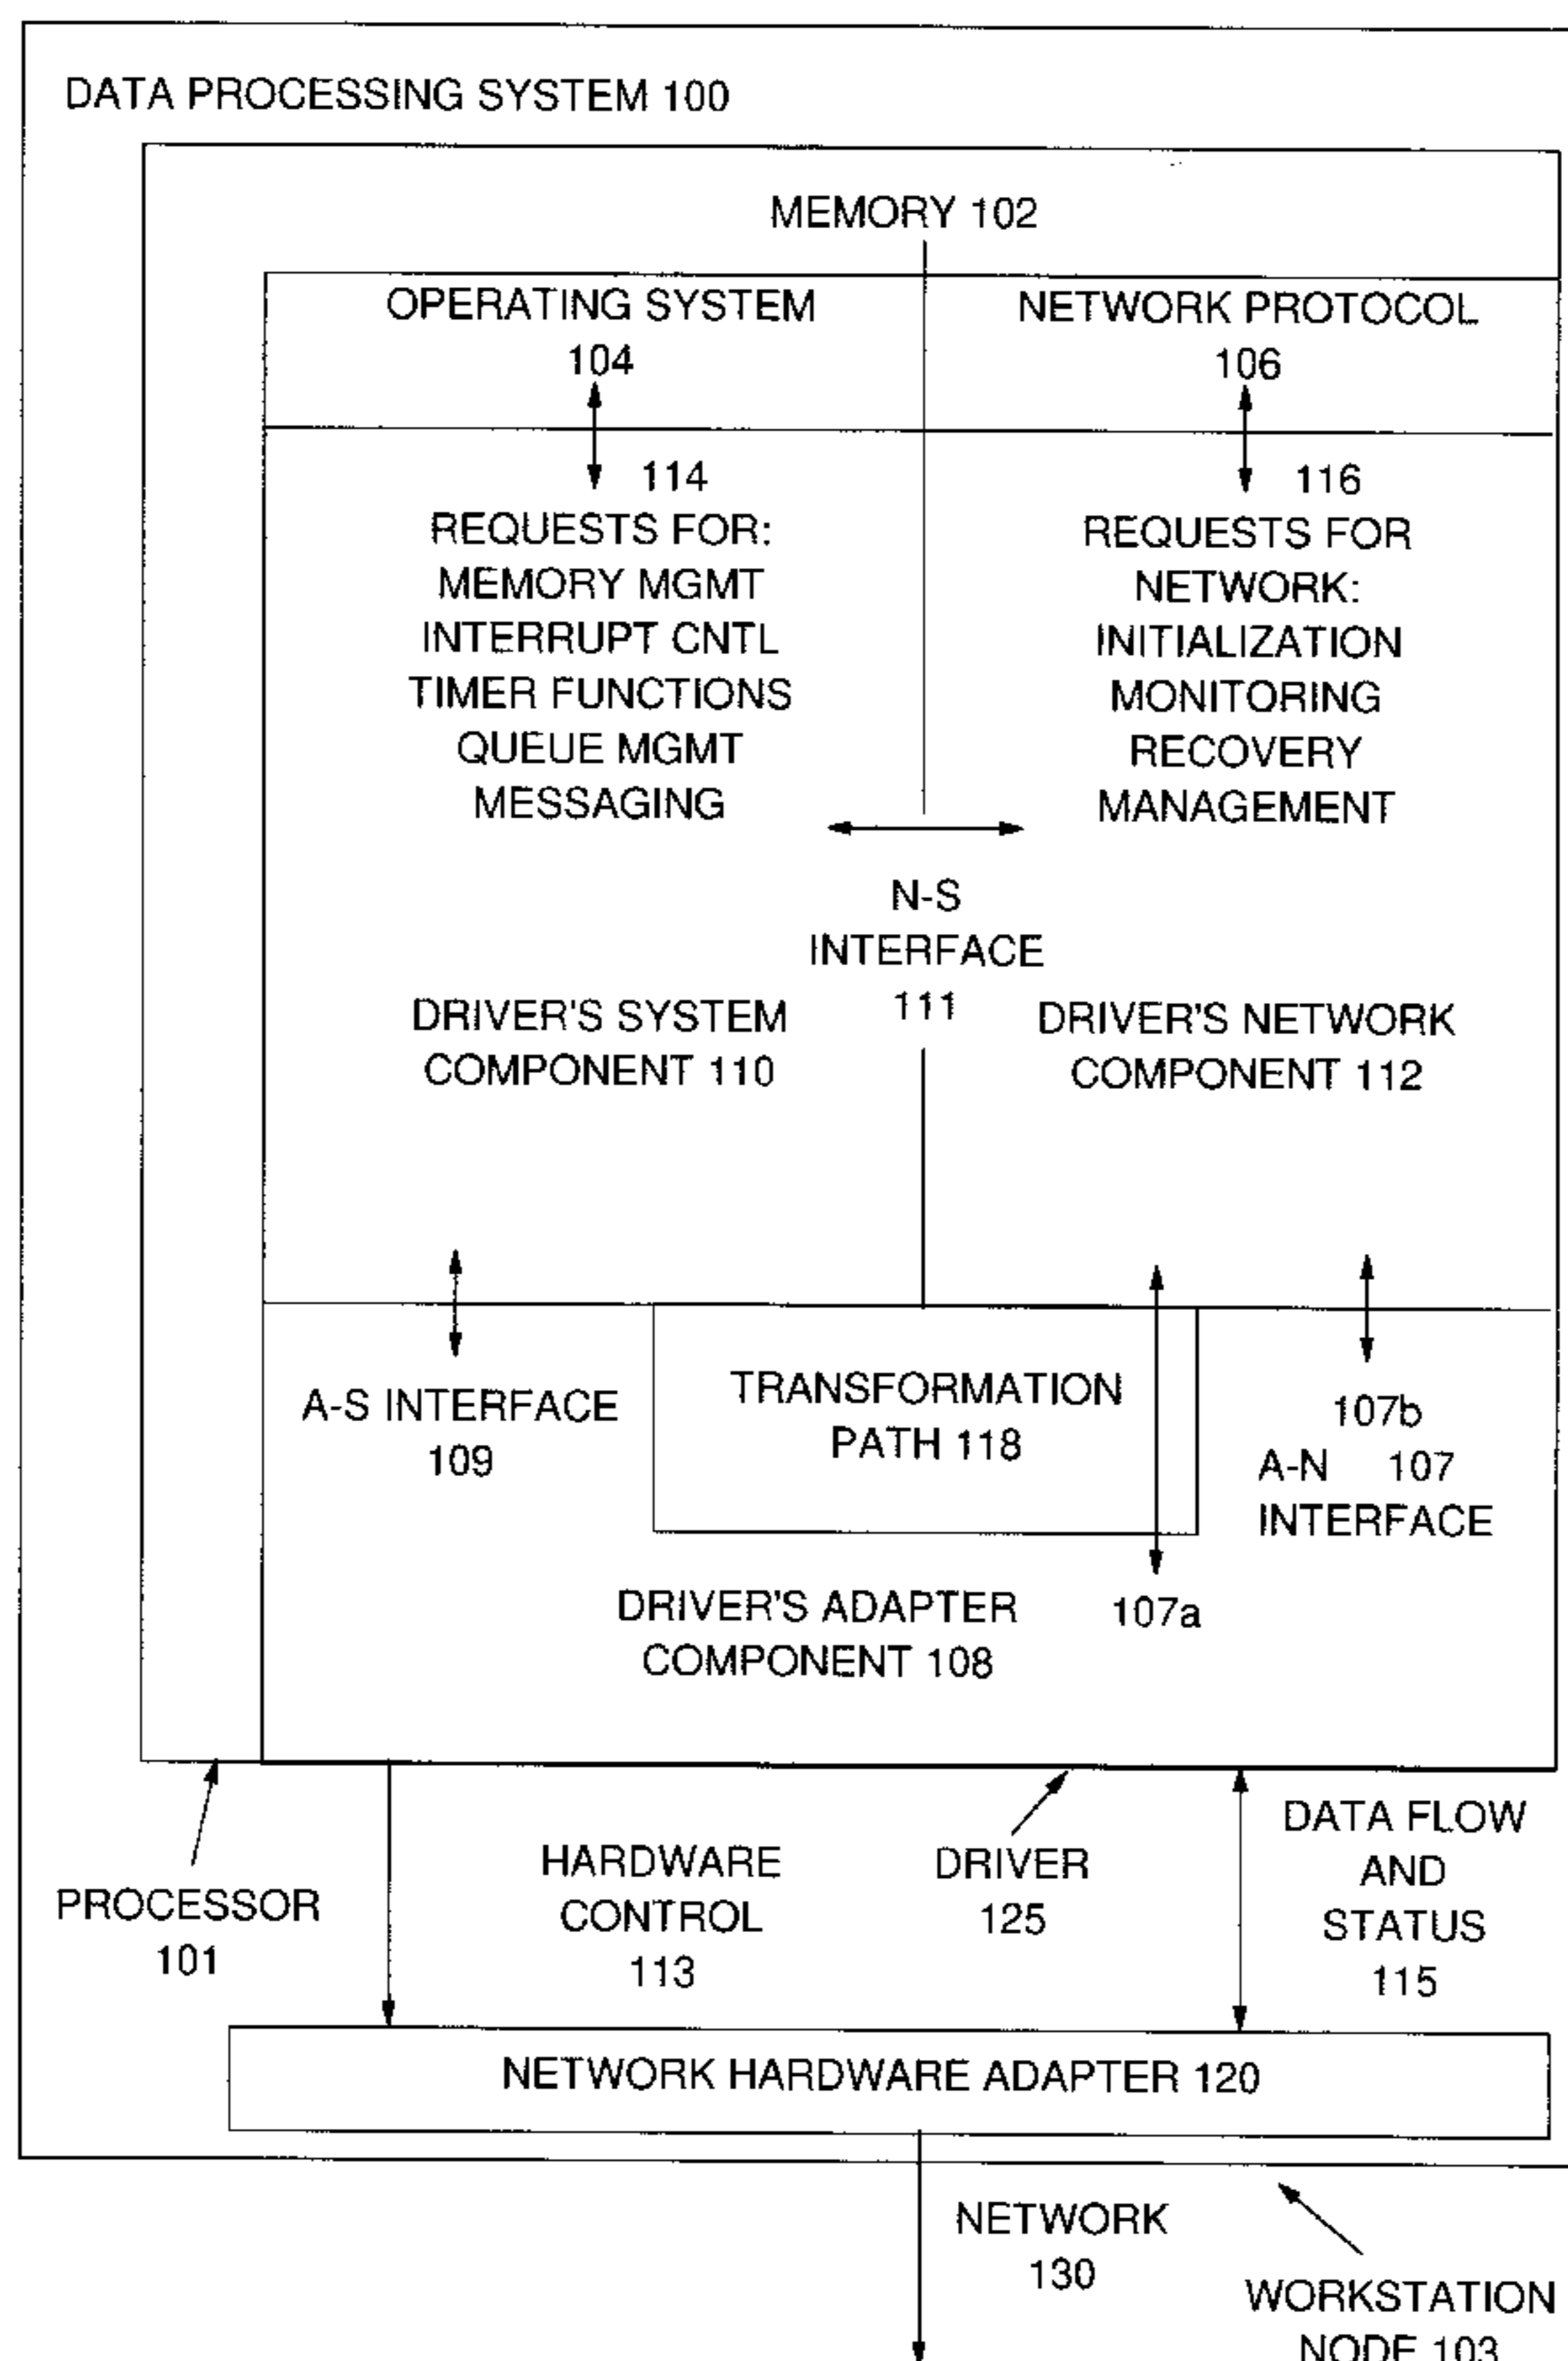 DATA PROCESSING SYSTEM 100
MEMORY 102
OPERATING SYSTEM
104
NETWORK PROTOCOL
106
114
REQUESTS FOR:
MEMORY MGMT
INTERRUPT CNTL
TIMER FUNCTIONS
QUEUE MGMT
MESSAGING
116
REQUESTS FOR
NETWORK:
INITIALIZATION
MONITORING
RECOVERY
MANAGEMENT
N-S
INTERFACE
111
DRIVER'S SYSTEM
COMPONENT 110
DRIVER'S NETWORK
COMPONENT 112
A-S INTERFACE
109
TRANSFORMATION
PATH 118
107b
A-N 107
INTERFACE
DRIVER'S ADAPTER
COMPONENT 108
107a
PROCESSOR
101
HARDWARE
CONTROL
113
DRIVER
125
DATA FLOW
AND
STATUS
115
NETWORK HARDWARE ADAPTER 120
NETWORK
130
WORKSTATION
NODE 103